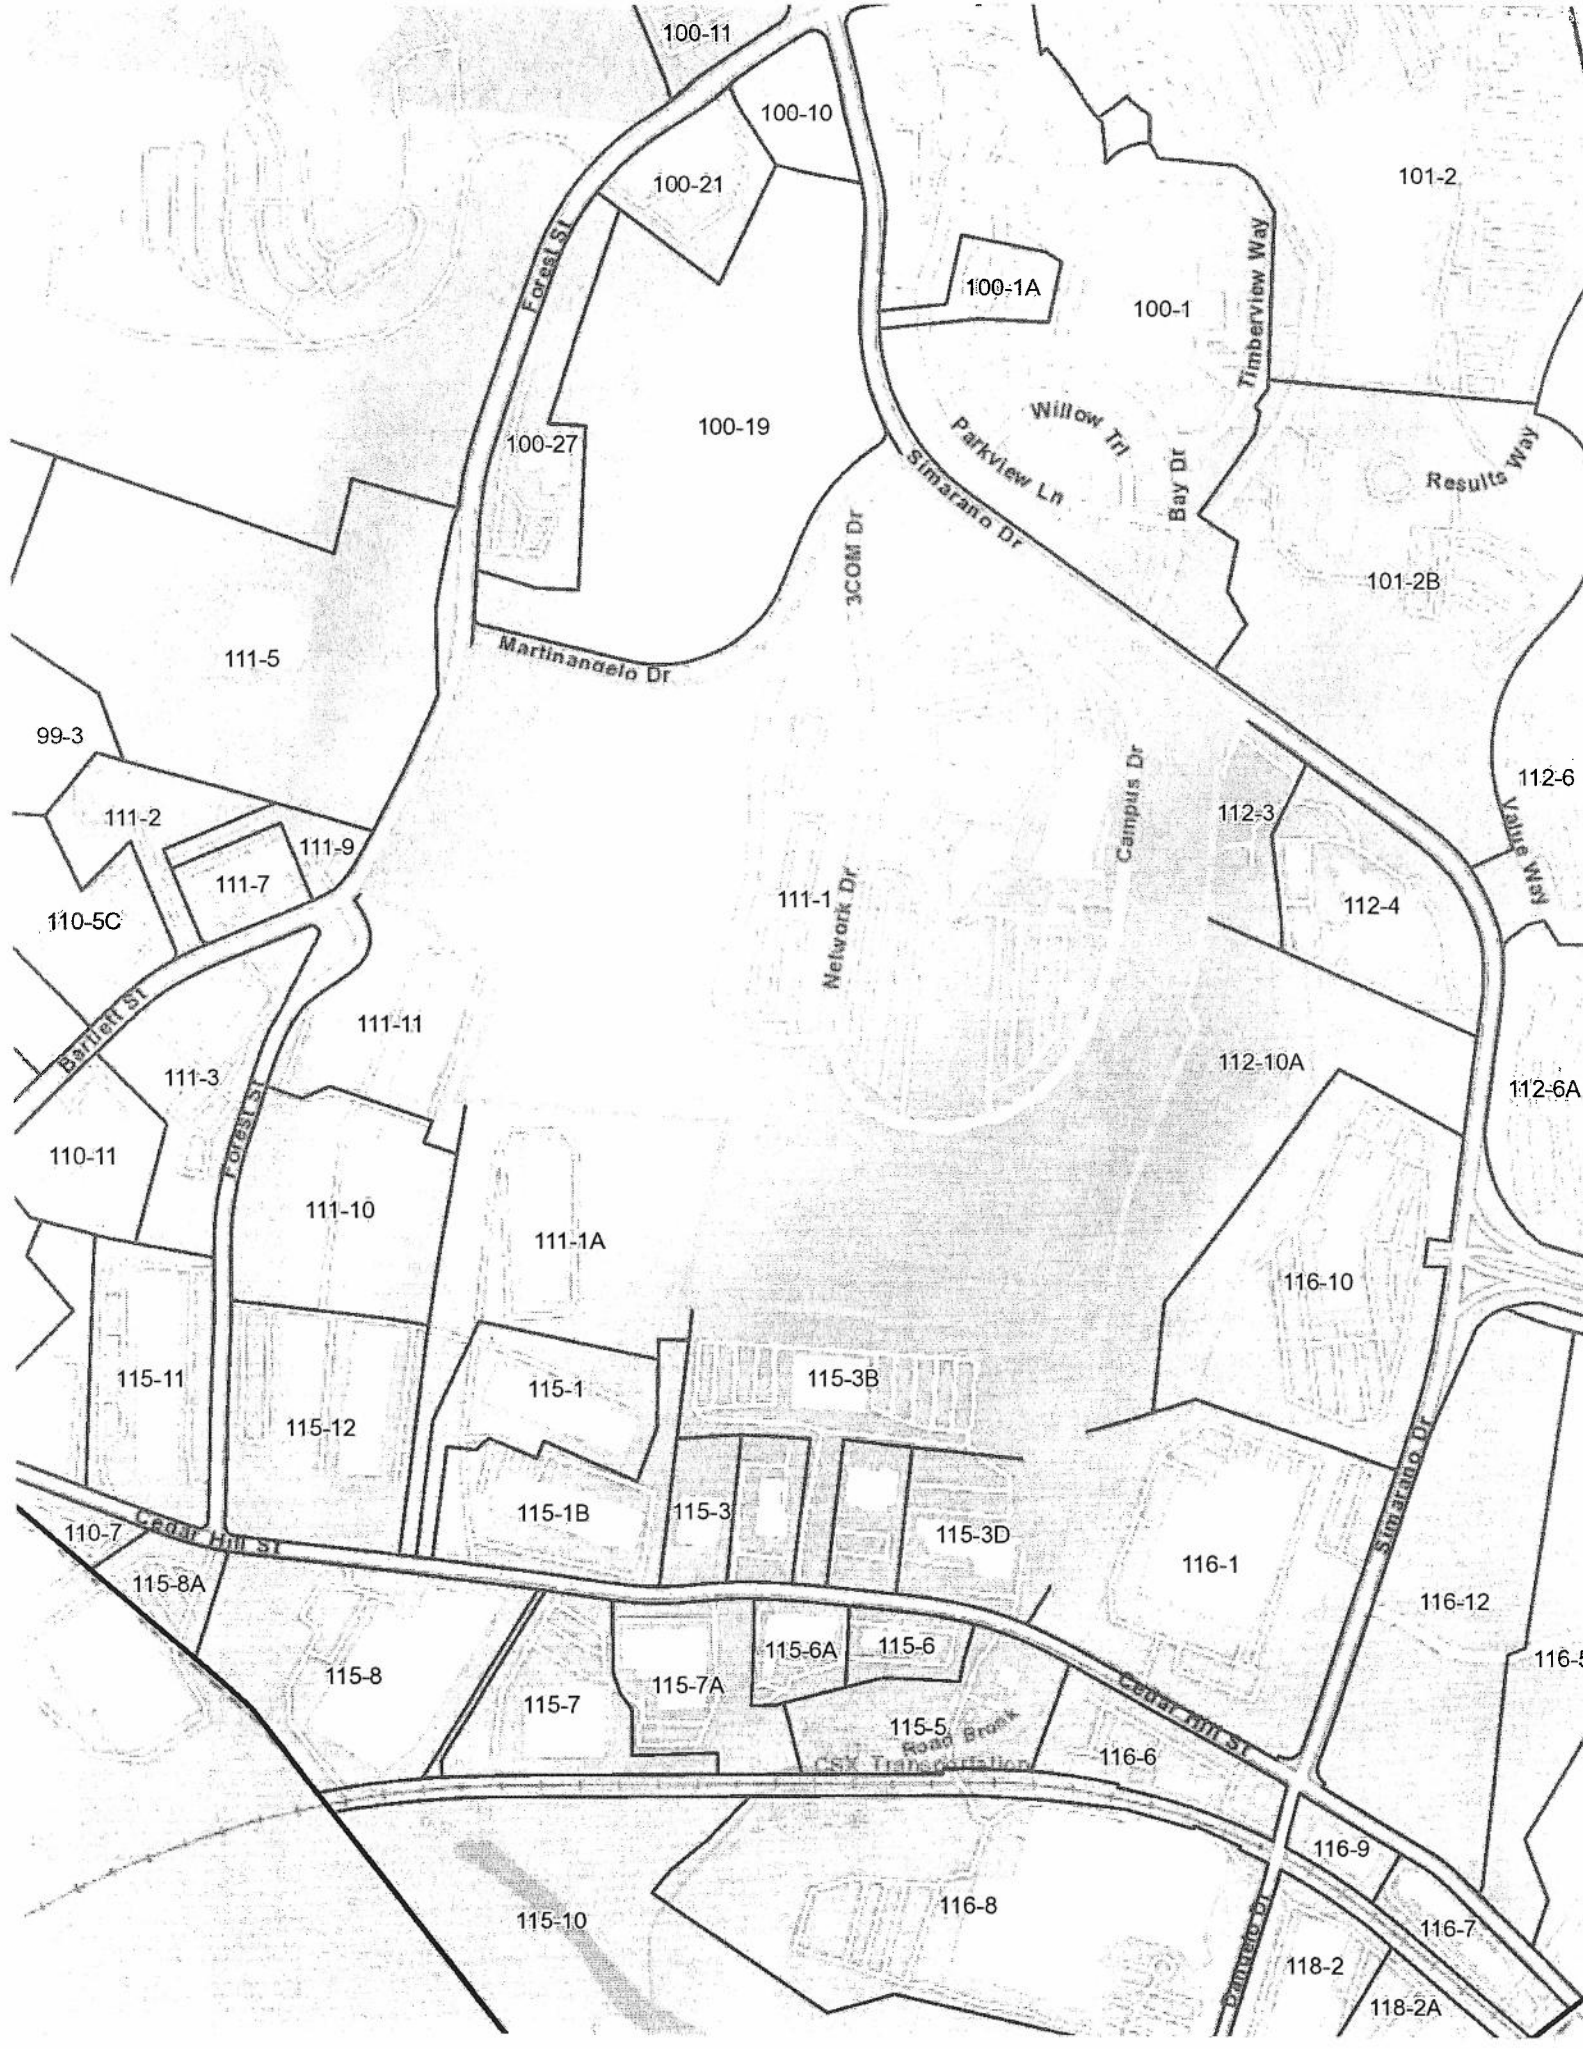 100-11
100-10
100-21
101-2
Forest St
Timberview Way
100-1A
100-1
Willow Trl
Parkview Ln
100-19
100-27
Simarano Dr
Bay Dr
Results Way
3COM Dr
101-2B
Martinangelo Dr
111-5
99-3
112-6
Campus Dr
112-3
Value Way
111-2
111-9
111-7
111-1
Network Dr
112-4
110-5C
Bartlett St
111-11
111-3
112-10A
112-6A
Forest St
110-11
111-10
111-1A
116-10
115-11
115-1
115-3B
115-12
Simarano Dr
115-1B
115-3
115-3D
110-7
Cedar Hill St
116-1
115-8A
116-12
115-6A
115-6
116-5
115-8
115-7
115-7A
Cedar Hill St
115-5
Road Brook
CSX Transportation
116-6
116-9
115-10
116-8
116-7
Dangelo Dr
118-2
118-2A